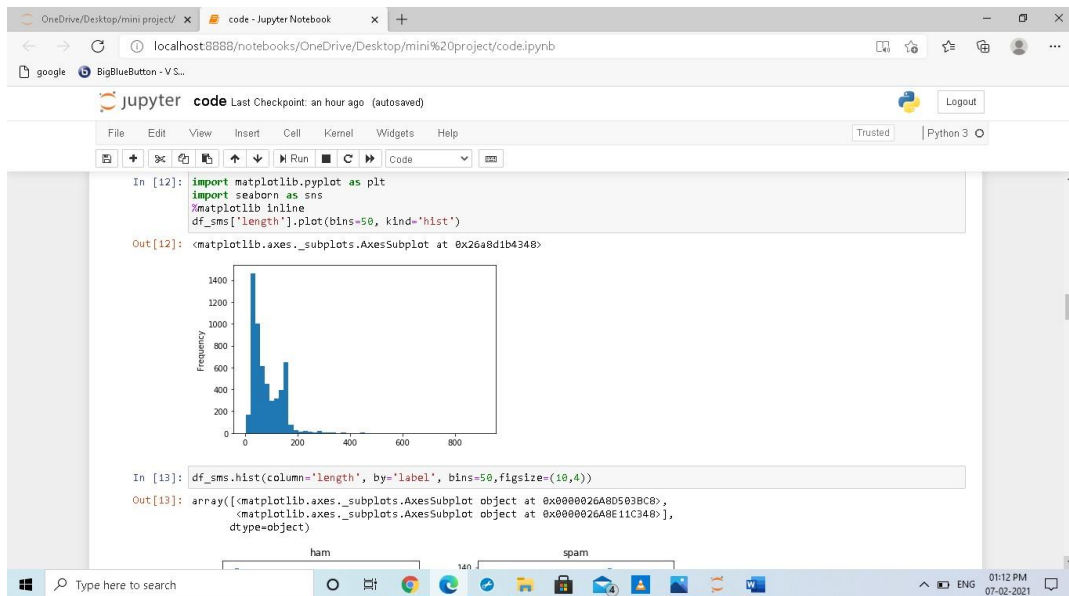 OneDrive/Desktop/mini project/
code - Jupyter Notebook
localhost:8888/notebooks/OneDrive/Desktop/mini%20project/code.ipynb
google BigBlueButton - V S...
jupyter code Last Checkpoint: an hour ago (autosaved)
Logout
File Edit View Insert Cell Kernel Widgets Help
Trusted Python 3
Run Code
In [12]: import matplotlib.pyplot as plt
import seaborn as sns
%matplotlib inline
df_sms['length'].plot(bins=50, kind='hist')
Out[12]: <matplotlib.axes._subplots.AxesSubplot at 0x26a8d1b4348>
1400
1200
1000
800
600
400
200
0
Frequency
0 200 400 600 800
In [13]: df_sms.hist(column='length', by='label', bins=50,figsize=(10,4))
Out[13]: array([<matplotlib.axes._subplots.AxesSubplot object at 0x0000026A8D503BC8>,
<matplotlib.axes._subplots.AxesSubplot object at 0x0000026A8E11C348>],
dtype=object)
ham spam
140
Type here to search
4
W
ENG
01:12 PM
07-02-2021